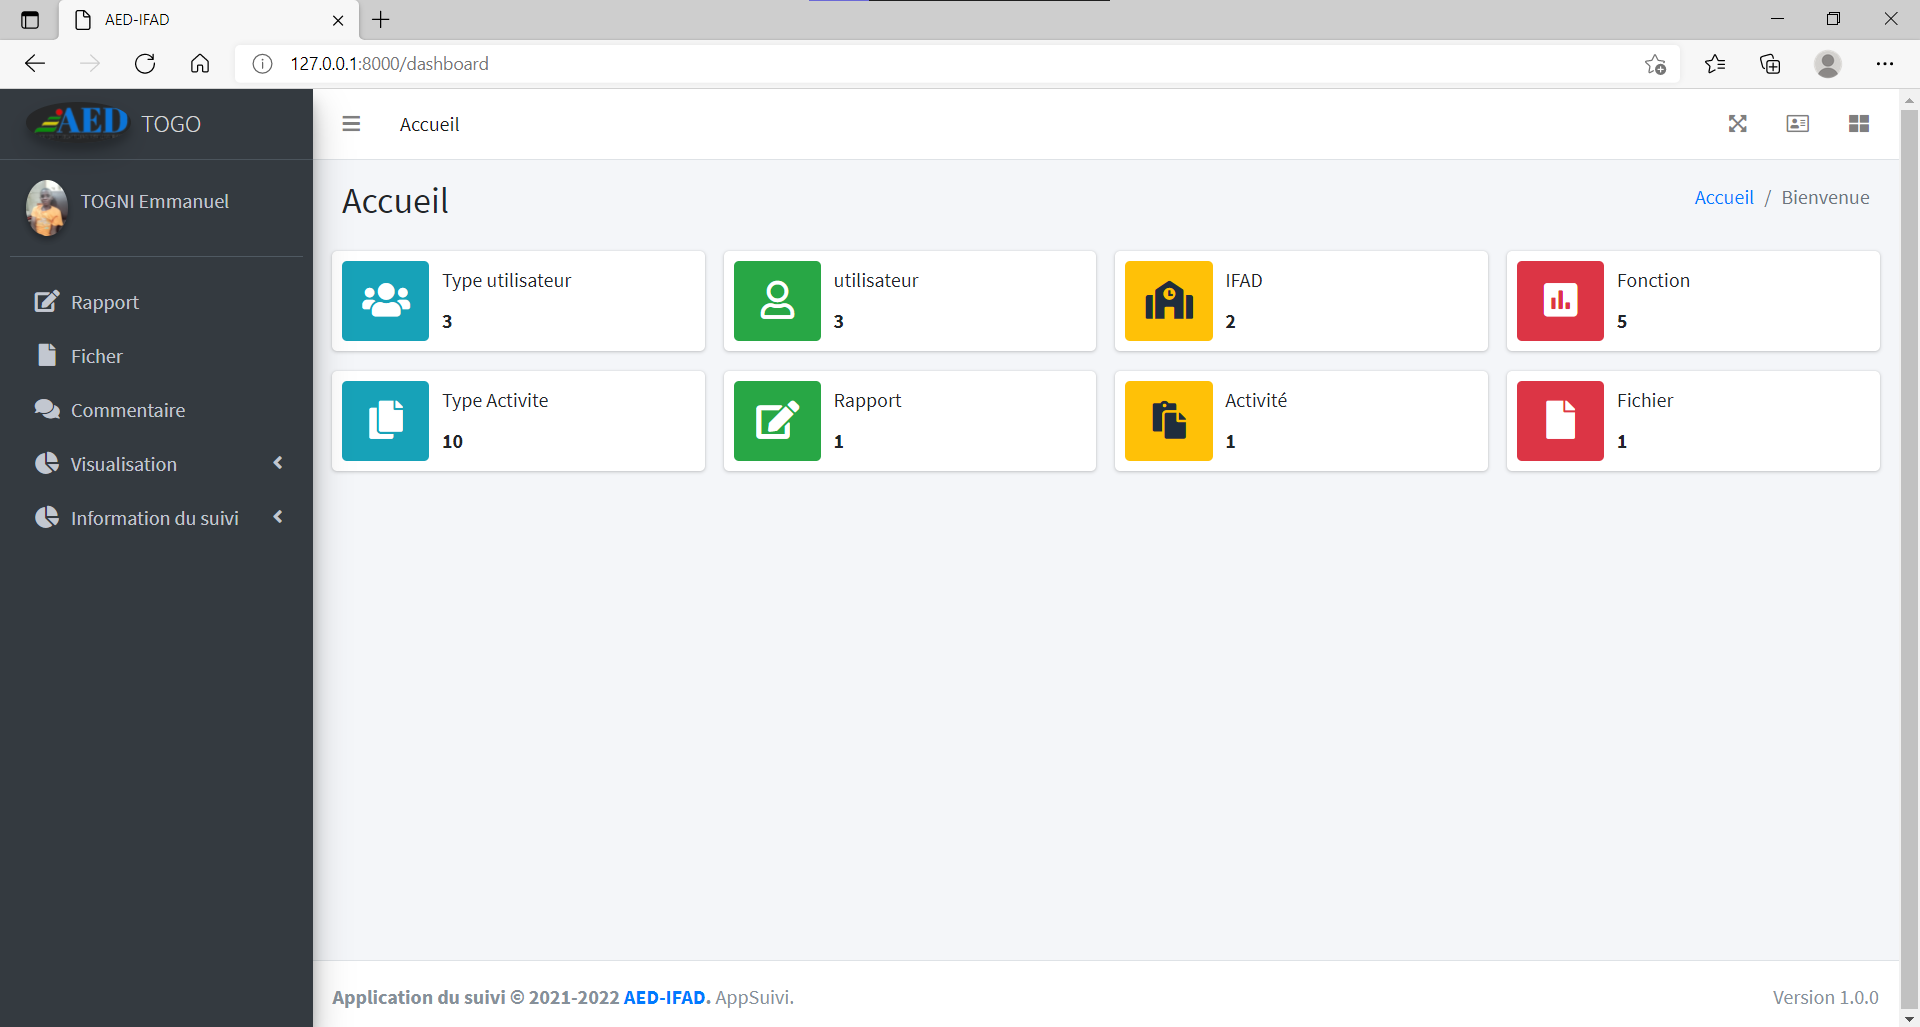 AED-IFAD
127.0.0.1:8000/dashboard
AED TOGO
Accueil
TOGNI Emmanuel
Rapport
Ficher
Commentaire
Visualisation
Information du suivi
Accueil
Accueil / Bienvenue
Type utilisateur
3
utilisateur
3
IFAD
2
Fonction
5
Type Activite
10
Rapport
1
Activité
1
Fichier
1
Application du suivi © 2021-2022 AED-IFAD. AppSuivi.
Version 1.0.0